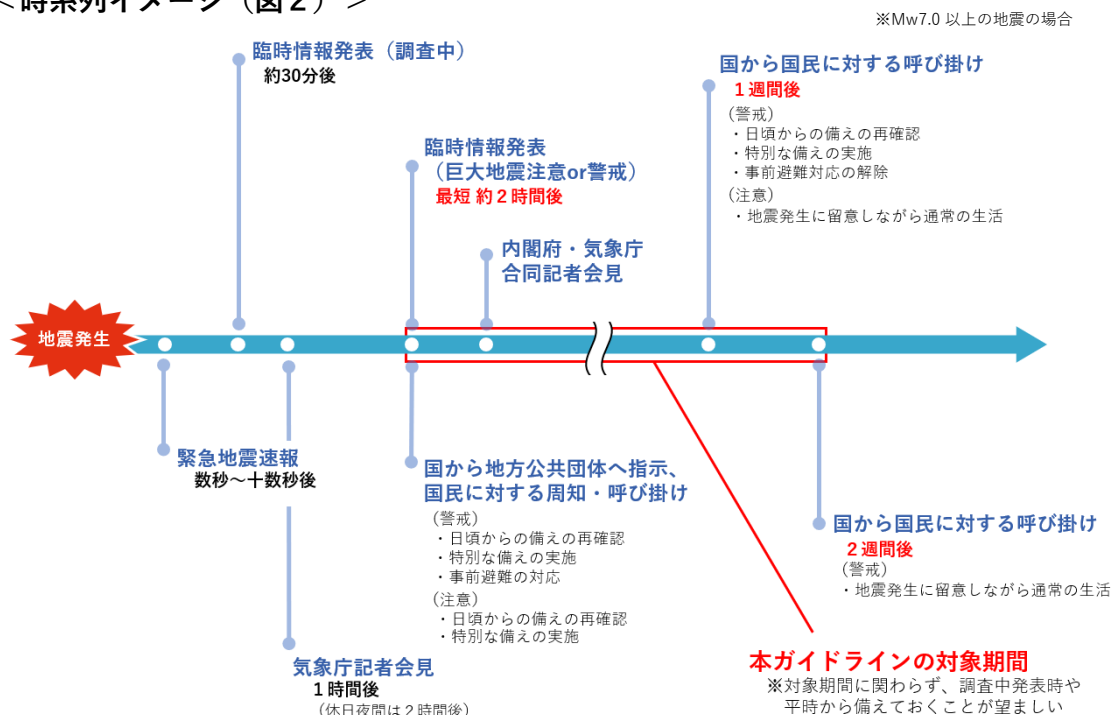 ＜時系列イメージ（図２）＞
※Mw7.0 以上の地震の場合
臨時情報発表（調査中）
約30分後
国から国民に対する呼び掛け
１週間後
（警戒）
・日頃からの備えの再確認
・特別な備えの実施
・事前避難対応の解除
（注意）
・地震発生に留意しながら通常の生活
臨時情報発表
（巨大地震注意or警戒）
最短 約２時間後
内閣府・気象庁
合同記者会見
地震発生
緊急地震速報
数秒～十数秒後
国から地方公共団体へ指示、
国民に対する周知・呼び掛け
（警戒）
・日頃からの備えの再確認
・特別な備えの実施
・事前避難の対応
（注意）
・日頃からの備えの再確認
・特別な備えの実施
国から国民に対する呼び掛け
２週間後
（警戒）
・地震発生に留意しながら通常の生活
気象庁記者会見
１時間後
（休日夜間は２時間後）
本ガイドラインの対象期間
※対象期間に関わらず、調査中発表時や
平時から備えておくことが望ましい